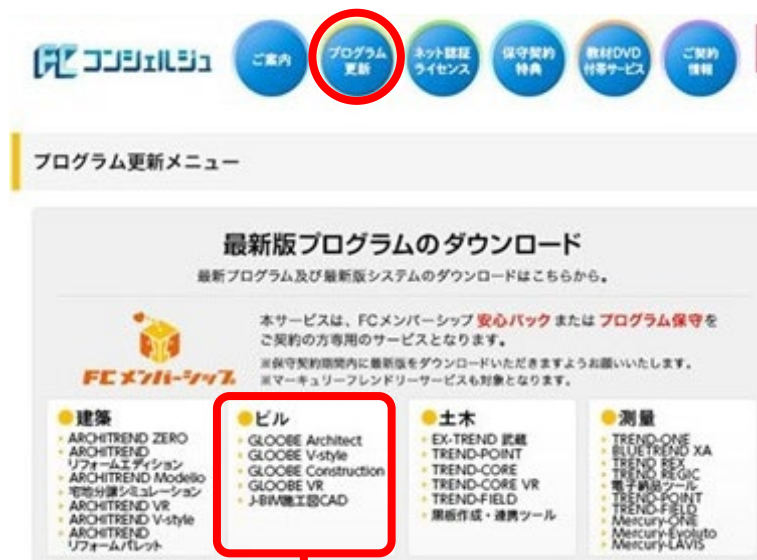 FCコンシェルジュ
ご案内
プログラム
更新
ネット認証
ライセンス
保守契約
特典
教材DVD
付帯サービス
ご契約
情報
プログラム更新メニュー
最新版プログラムのダウンロード
最新プログラム及び最新版システムのダウンロードはこちらから。
FCメンバーシップ
本サービスは、FCメンバーシップ 安心パック または プログラム保守を
ご契約の方専用のサービスとなります。
※保守契約期間内に最新版をダウンロードいただきますようお願いいたします。
※マーキュリーフレンドリーサービスも対象となります。
建築
ARCHITREND ZERO
ARCHITREND
リフォームエディション
ARCHITREND Modelio
宅地分譲シミュレーション
ARCHITREND VR
ARCHITREND V-style
ARCHITREND
リフォームパレット
ビル
GLOOBE Architect
GLOOBE V-style
GLOOBE Construction
GLOOBE VR
J-BIM施工図CAD
土木
EX-TREND 武蔵
TREND-POINT
TREND-CORE
TREND-CORE VR
TREND-FIELD
黒板作成・連携ツール
測量
TREND-ONE
BLUETREND XA
TREND REX
TREND REGIC
電子納品ツール
TREND-POINT
TREND-FIELD
Mercury-ONE
Mercury-Evoluto
Mercury-LAVIS